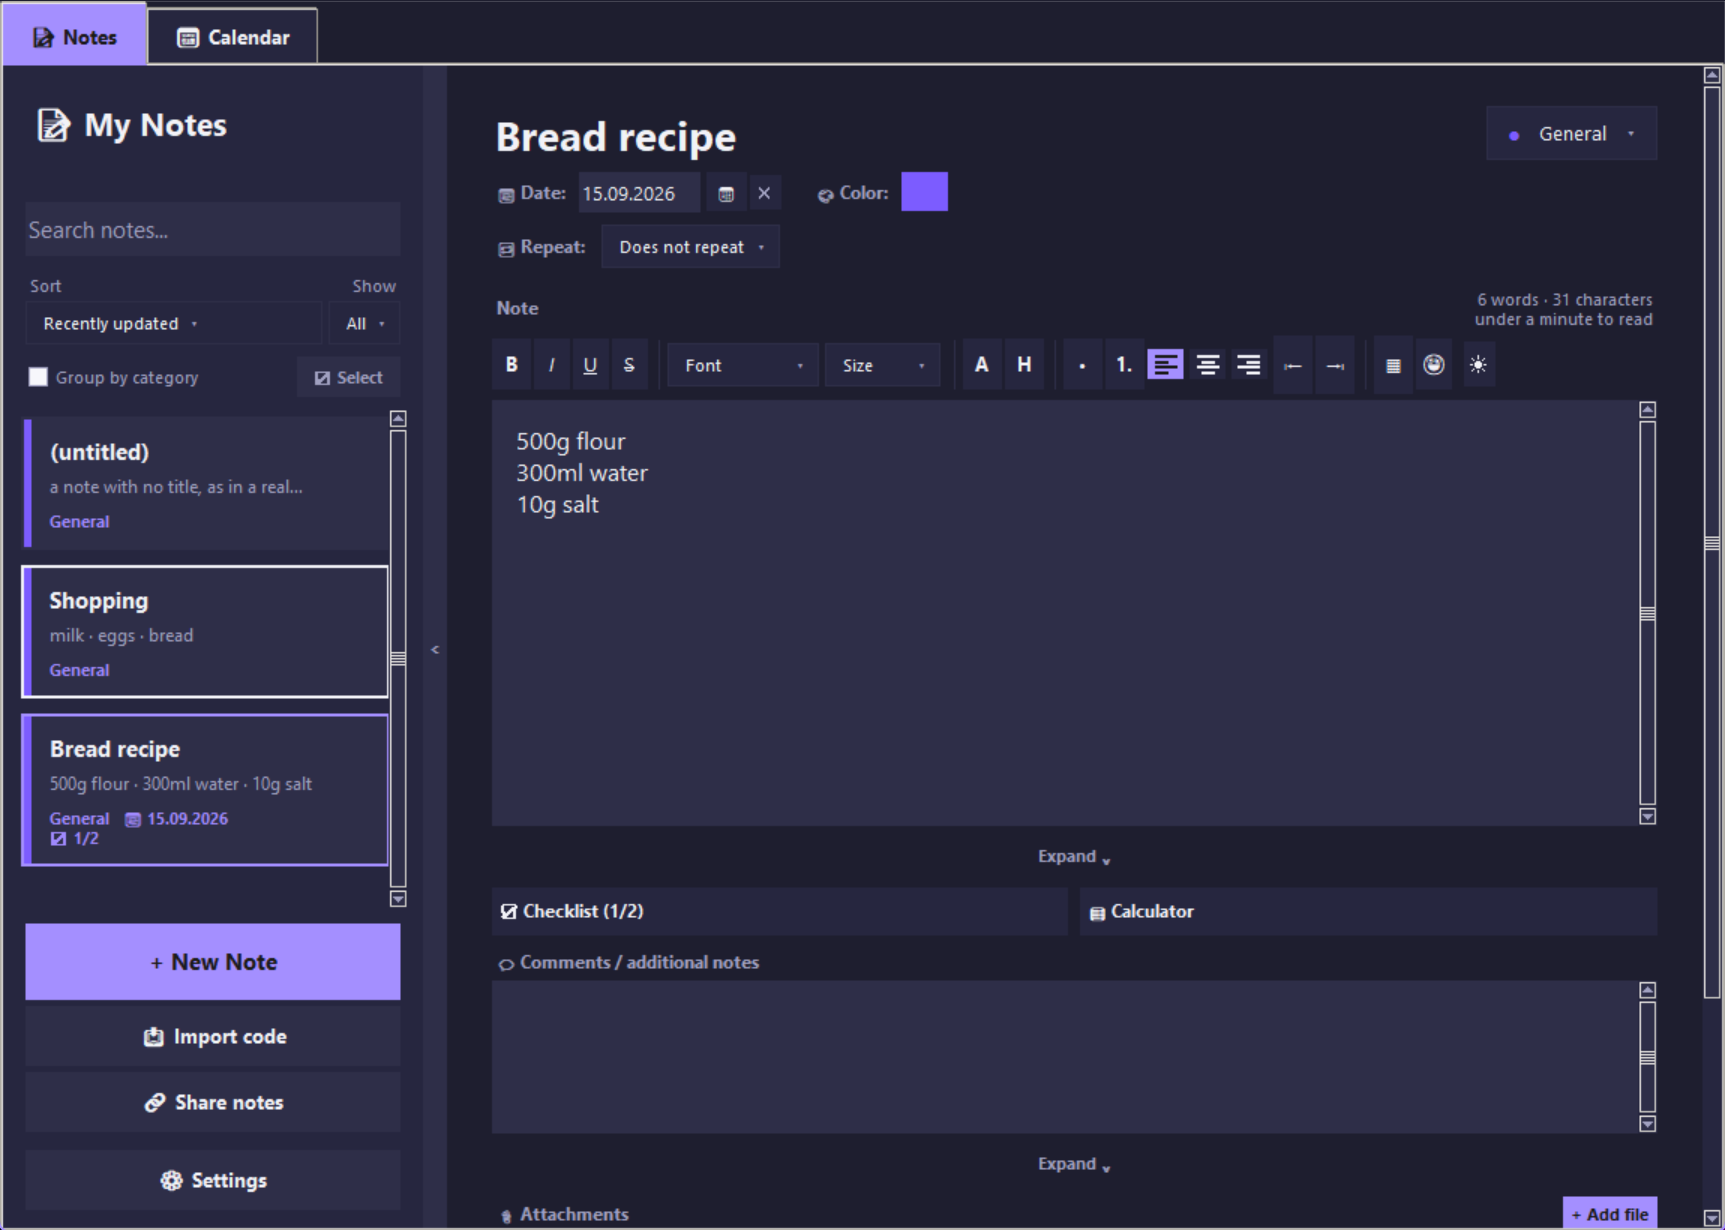 Notes
Calendar
My Notes
Search notes...
Sort
Show
Recently updated
All
Group by category
Select
(untitled)
a note with no title, as in a real...
General
Shopping
milk · eggs · bread
General
Bread recipe
500g flour · 300ml water · 10g salt
General 15.09.2026
1/2
+ New Note
Import code
Share notes
Settings
<
Bread recipe
General
Date: 15.09.2026 ×
Color:
Repeat: Does not repeat
Note
6 words · 31 characters
under a minute to read
B I U S Font Size A H • 1.
500g flour
300ml water
10g salt
Expand
Checklist (1/2)
Calculator
Comments / additional notes
Expand
Attachments
+ Add file